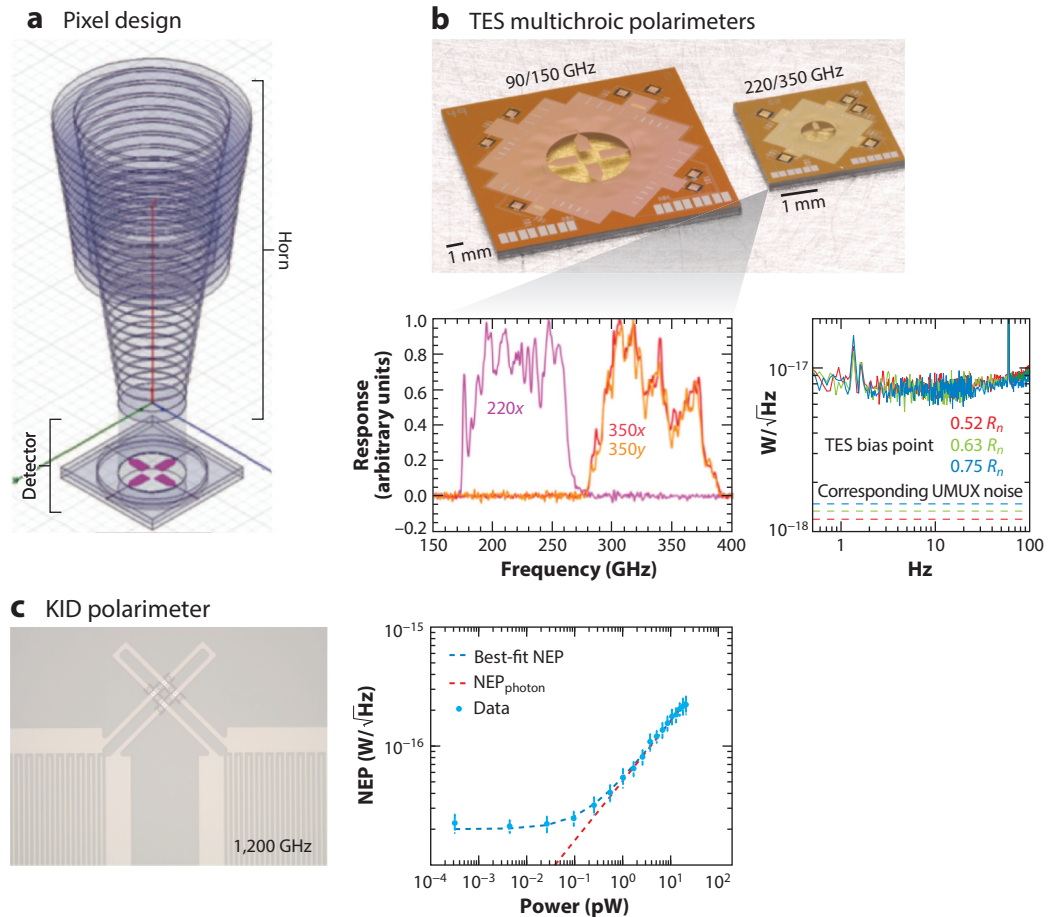 a Pixel design
Horn
Detector
b TES multichroic polarimeters
90/150 GHz
220/350 GHz
1 mm
1 mm
Response
(arbitrary units)
1.0
0.8
0.6
0.4
0.2
0.0
−0.2
220x
350x
350y
150 200 250 300 350 400
Frequency (GHz)
W/√Hz
10⁻¹⁷
10⁻¹⁸
TES bias point
0.52 Rₙ
0.63 Rₙ
0.75 Rₙ
Corresponding UMUX noise
1 10 100
Hz
c KID polarimeter
1,200 GHz
NEP (W/√Hz)
10⁻¹⁵
10⁻¹⁶
Best-fit NEP
NEPphoton
Data
10⁻⁴ 10⁻³ 10⁻² 10⁻¹ 10⁰ 10¹ 10²
Power (pW)